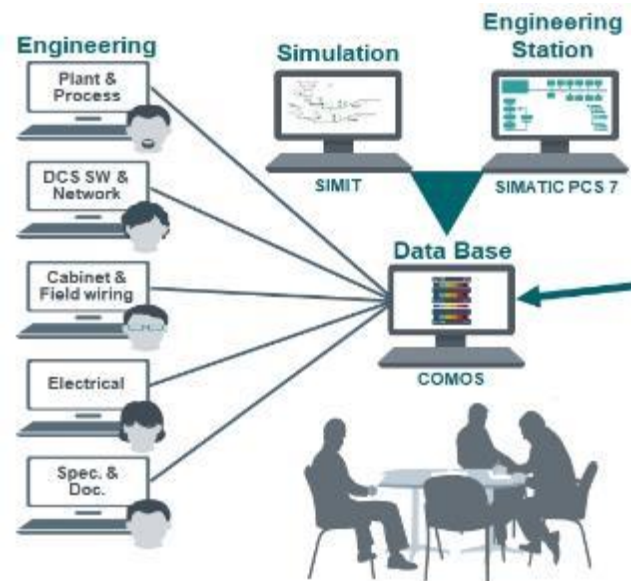 Engineering
Plant &
Process
DCS SW &
Network
Cabinet &
Field wiring
Electrical
Spec. &
Doc.
Simulation
SIMIT
Engineering
Station
SIMATIC PCS 7
Data Base
COMOS